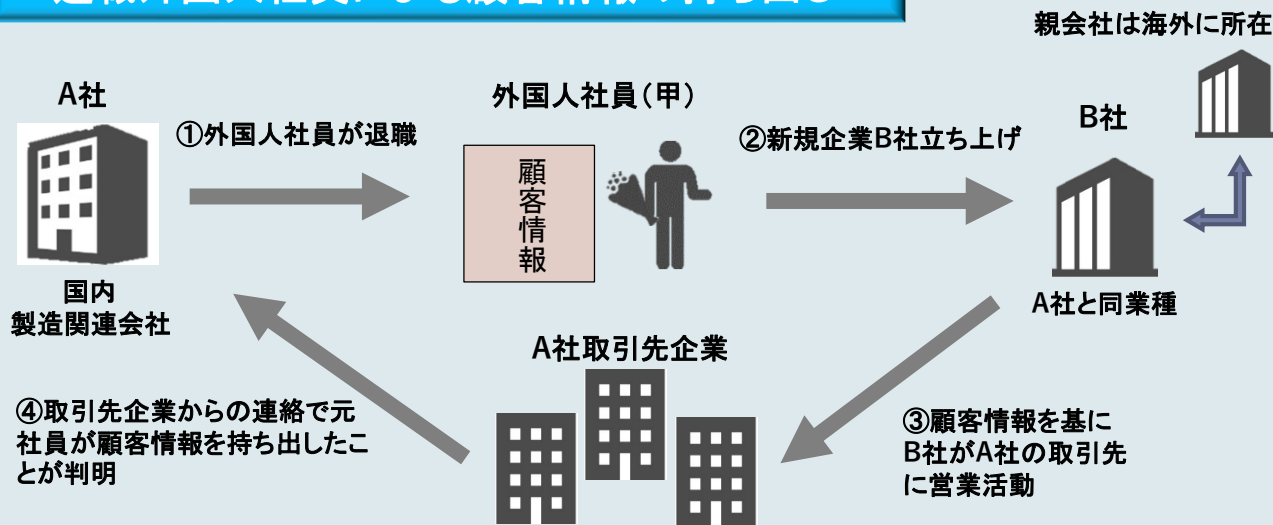 親会社は海外に所在
A社
外国人社員（甲）
B社
①外国人社員が退職
②新規企業B社立ち上げ
顧客情報
国内
製造関連会社
A社と同業種
A社取引先企業
④取引先企業からの連絡で元
社員が顧客情報を持ち出したこ
とが判明
③顧客情報を基に
B社がA社の取引先
に営業活動